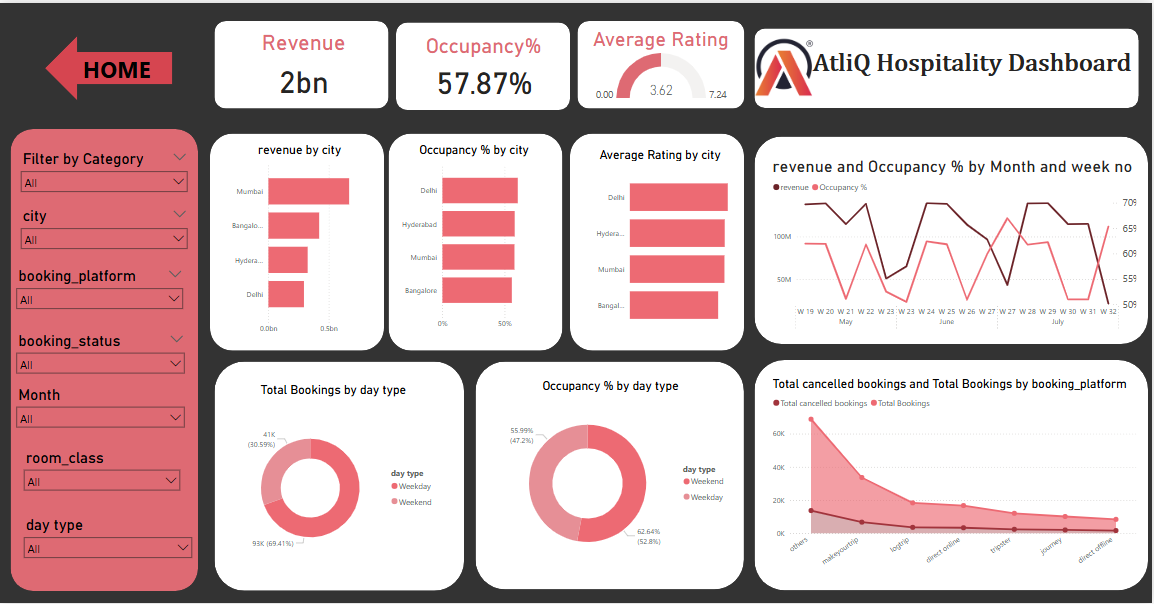 HOME
Revenue
2bn
Occupancy%
57.87%
Average Rating
0.00
3.62
7.24
®
AtliQ Hospitality Dashboard
Filter by Category
All
city
All
booking_platform
All
booking_status
All
Month
All
room_class
All
day type
All
revenue by city
Mumbai
Bangalo...
Hydera...
Delhi
0.0bn 0.5bn
Occupancy % by city
Delhi
Hyderabad
Mumbai
Bangalore
0% 50%
Average Rating by city
Delhi
Hydera...
Mumbai
Bangal...
revenue and Occupancy % by Month and week no
revenue Occupancy %
100M
50M
70%
65%
60%
55%
50%
W 19 W 20 W 21 W 22 W 23 W 23 W 24 W 25 W 26 W 27 W 27 W 28 W 29 W 30 W 31 W 32
May June July
Total Bookings by day type
41K
(30.59%)
93K (69.41%)
day type
Weekday
Weekend
Occupancy % by day type
55.99%
(47.2%)
62.64%
(52.8%)
day type
Weekend
Weekday
Total cancelled bookings and Total Bookings by booking_platform
Total cancelled bookings Total Bookings
60K
40K
20K
0K
others
makeyourtrip
logtrip
direct online
tripster
journey
direct offline